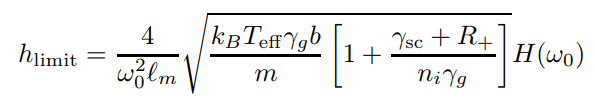 h_{\text{limit}} = \frac{4}{\omega_0^2 \ell_m} \sqrt{\frac{k_B T_{\text{eff}} \gamma_g b}{m} \left[ 1 + \frac{\gamma_{\text{sc}} + R_+}{n_i \gamma_g} \right]} H(\omega_0)